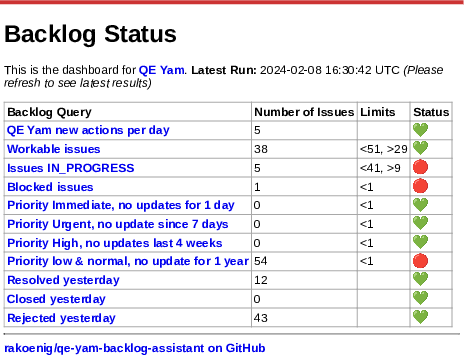 Backlog Status
This is the dashboard for QE Yam. Latest Run: 2024-02-08 16:30:42 UTC (Please
refresh to see latest results)
Backlog Query Number of Issues Limits Status
QE Yam new actions per day 5
Workable issues 38 <51, >29
Issues IN_PROGRESS 5 <41, >9
Blocked issues 1 <1
Priority Immediate, no updates for 1 day 0 <1
Priority Urgent, no update since 7 days 0 <1
Priority High, no updates last 4 weeks 0 <1
Priority low & normal, no update for 1 year 54 <1
Resolved yesterday 12
Closed yesterday 0
Rejected yesterday 43
rakoenig/qe-yam-backlog-assistant on GitHub